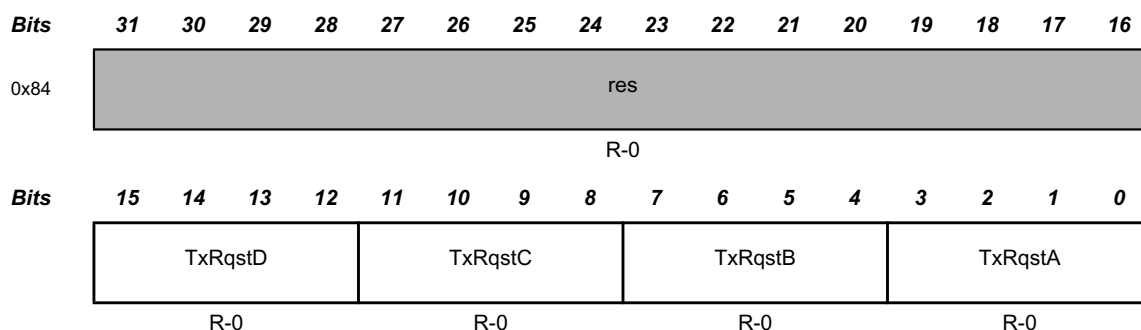 Bits 31 30 29 28 27 26 25 24 23 22 21 20 19 18 17 16
0x84 res
R-0
Bits 15 14 13 12 11 10 9 8 7 6 5 4 3 2 1 0
TxRqstD TxRqstC TxRqstB TxRqstA
R-0 R-0 R-0 R-0